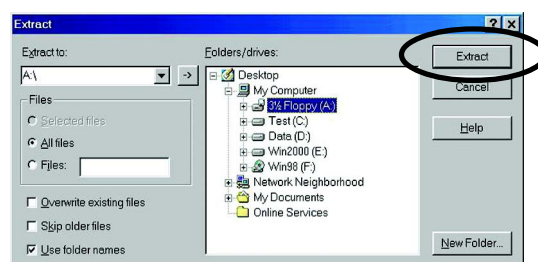 Extract
Extract to:
A:\
Files
Selected files
All files
Files:
Overwrite existing files
Skip older files
Use folder names
Folders/drives:
Desktop
My Computer
3½ Floppy (A:)
Test (C:)
Data (D:)
Win2000 (E:)
Win98 (F:)
Network Neighborhood
My Documents
Online Services
Extract
Cancel
Help
New Folder...